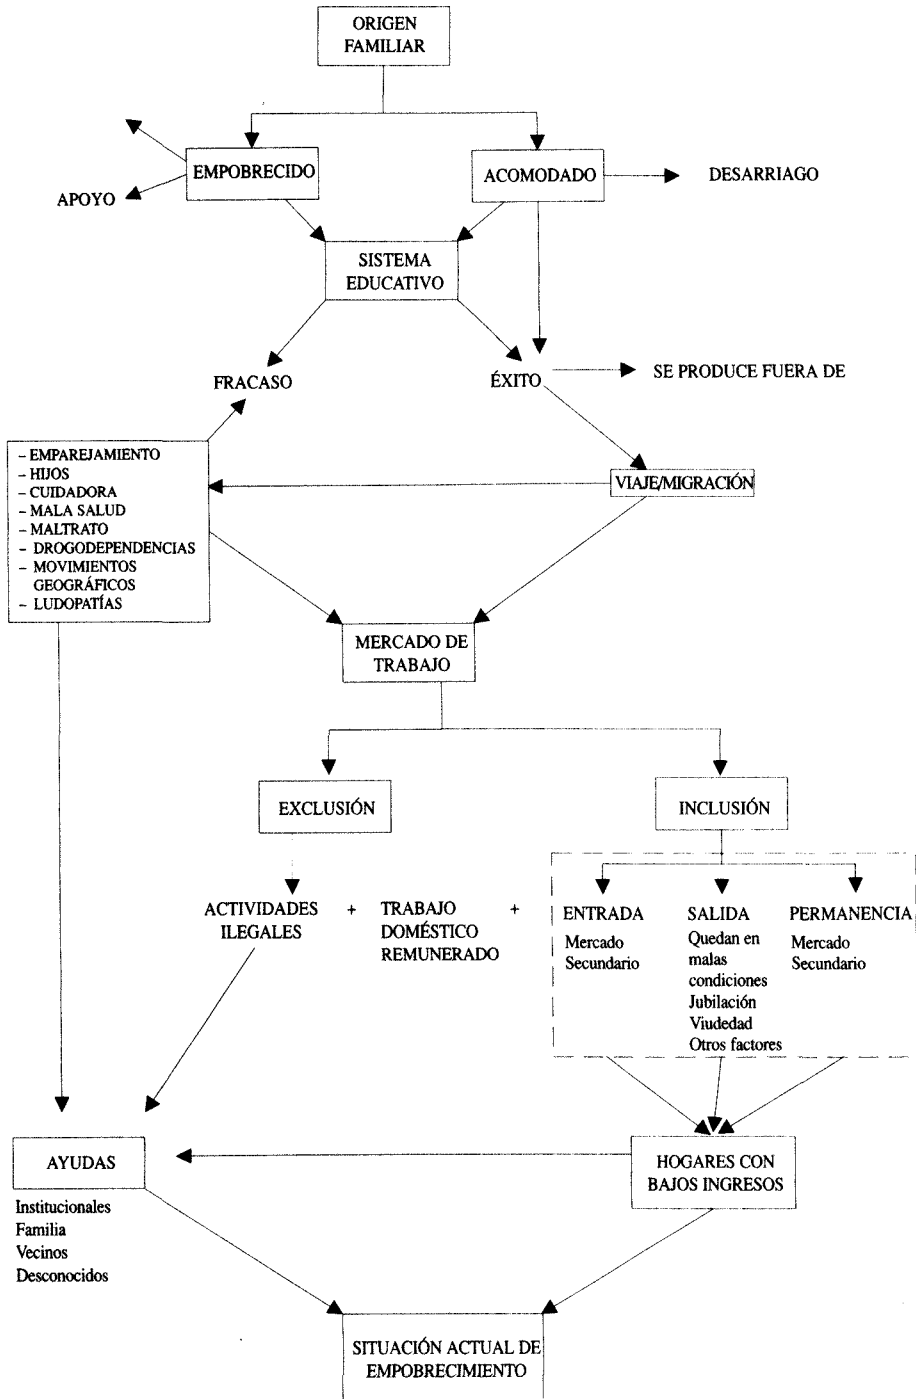 ORIGEN
FAMILIAR
EMPOBRECIDO
ACOMODADO
DESARRIAGO
APOYO
SISTEMA
EDUCATIVO
FRACASO
ÉXITO
SE PRODUCE FUERA DE
– EMPAREJAMIENTO
– HIJOS
– CUIDADORA
– MALA SALUD
– MALTRATO
– DROGODEPENDENCIAS
– MOVIMIENTOS
GEOGRÁFICOS
– LUDOPATÍAS
VIAJE/MIGRACIÓN
MERCADO DE
TRABAJO
EXCLUSIÓN
INCLUSIÓN
ACTIVIDADES
ILEGALES
+
TRABAJO
DOMÉSTICO
REMUNERADO
+
ENTRADA
Mercado
Secundario
SALIDA
Quedan en
malas
condiciones
Jubilación
Viudedad
Otros factores
PERMANENCIA
Mercado
Secundario
AYUDAS
Institucionales
Familia
Vecinos
Desconocidos
HOGARES CON
BAJOS INGRESOS
SITUACIÓN ACTUAL DE
EMPOBRECIMIENTO